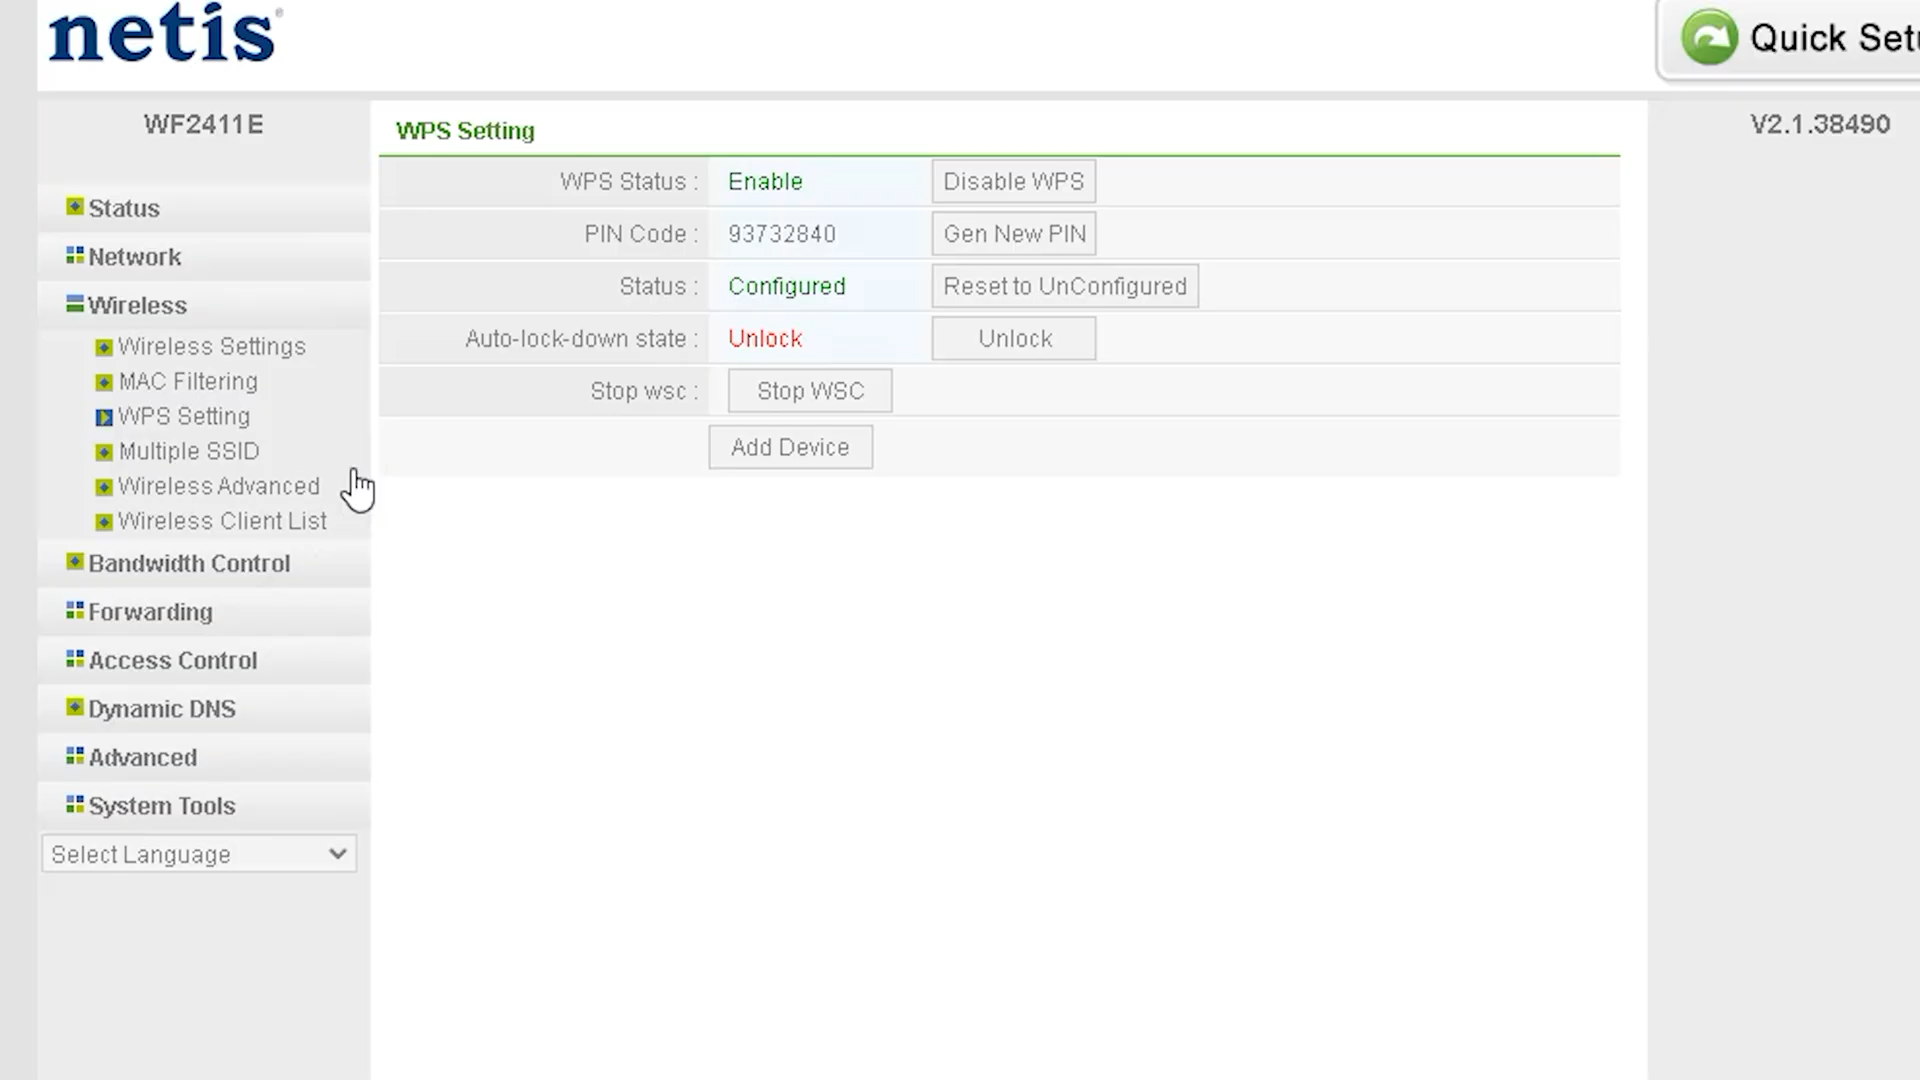 netis
Quick
WF2411E
V2.1.38490
WPS Setting
WPS Status : Enable Disable WPS
PIN Code : 93732840 Gen New PIN
Status : Configured Reset to UnConfigured
Auto-lock-down state : Unlock Unlock
Stop wsc : Stop WSC
Add Device
Status
Network
Wireless
Wireless Settings
MAC Filtering
WPS Setting
Multiple SSID
Wireless Advanced
Wireless Client List
Bandwidth Control
Forwarding
Access Control
Dynamic DNS
Advanced
System Tools
Select Language